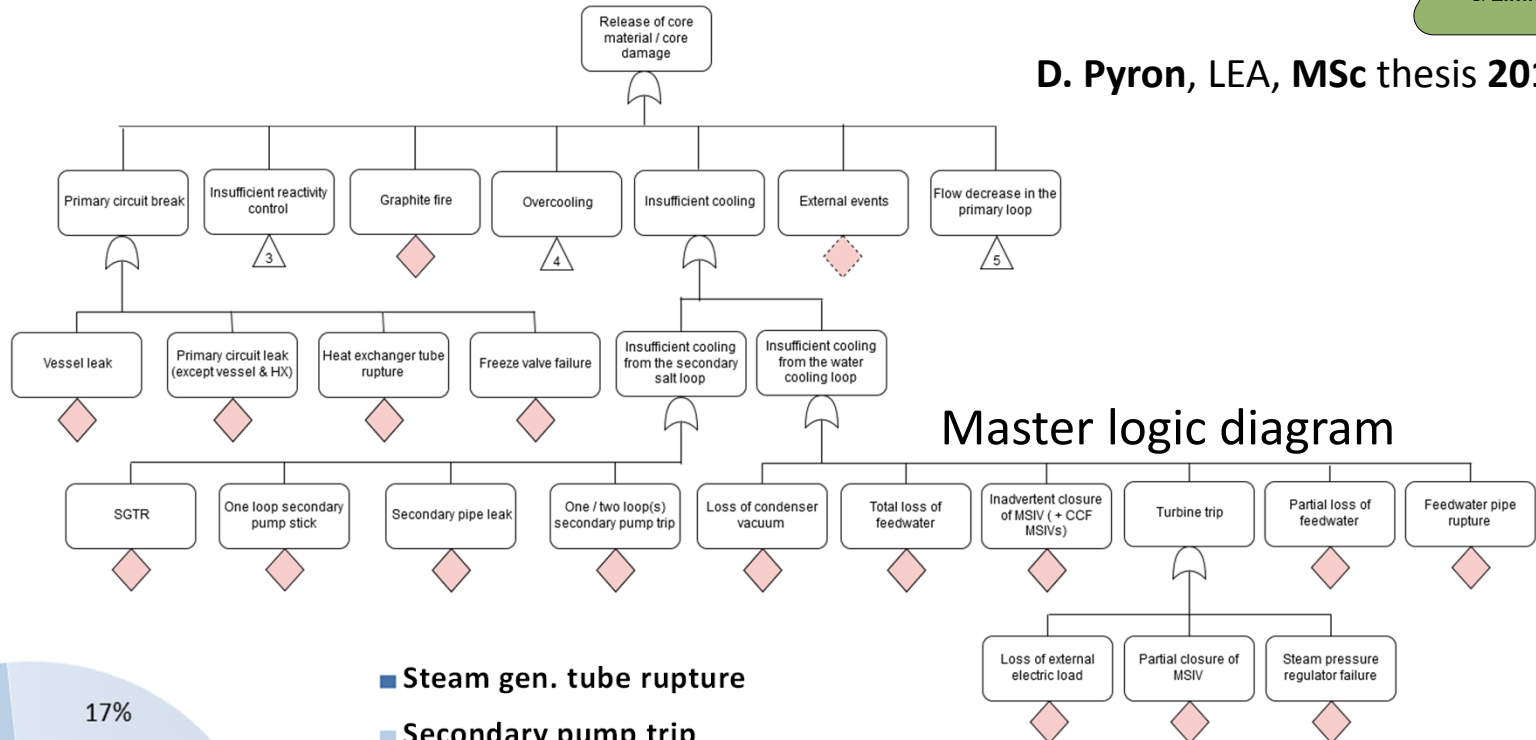 Release of core
material / core
damage
D. Pyron, LEA, MSc thesis
Primary circuit break
Insufficient reactivity
control
Graphite fire
Overcooling
Insufficient cooling
External events
Flow decrease in the
primary loop
3
4
5
Vessel leak
Primary circuit leak
(except vessel & HX)
Heat exchanger tube
rupture
Freeze valve failure
Insufficient cooling
from the secondary
salt loop
Insufficient cooling
from the water
cooling loop
Master logic diagram
SGTR
One loop secondary
pump stick
Secondary pipe leak
One / two loop(s)
secondary pump trip
Loss of condenser
vacuum
Total loss of
feedwater
Inadvertent closure
of MSIV ( + CCF
MSIVs)
Turbine trip
Partial loss of
feedwater
Feedwater pipe
rupture
Loss of external
electric load
Partial closure of
MSIV
Steam pressure
regulator failure
Steam gen. tube rupture
17%
Secondary pump trip